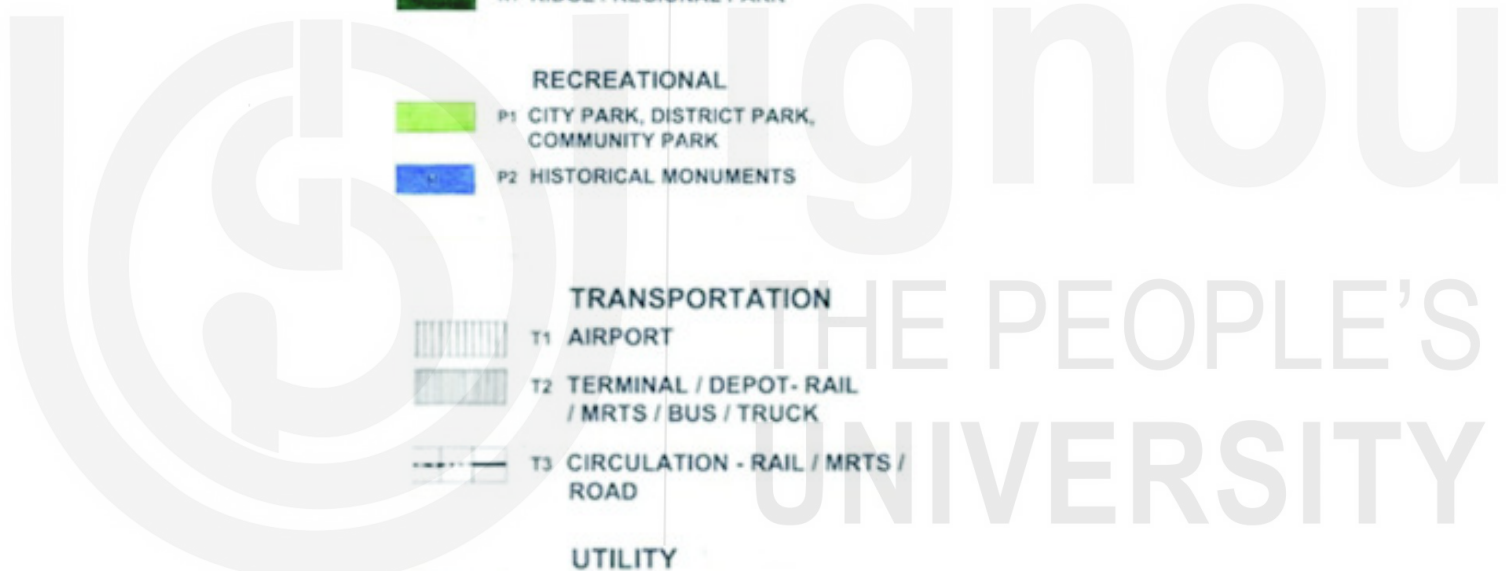 RECREATIONAL
P1 CITY PARK, DISTRICT PARK,
COMMUNITY PARK
P2 HISTORICAL MONUMENTS
TRANSPORTATION
T1 AIRPORT
T2 TERMINAL / DEPOT- RAIL
/ MRTS / BUS / TRUCK
T3 CIRCULATION - RAIL / MRTS /
ROAD
UTILITY
ignou
THE PEOPLE'S
UNIVERSITY